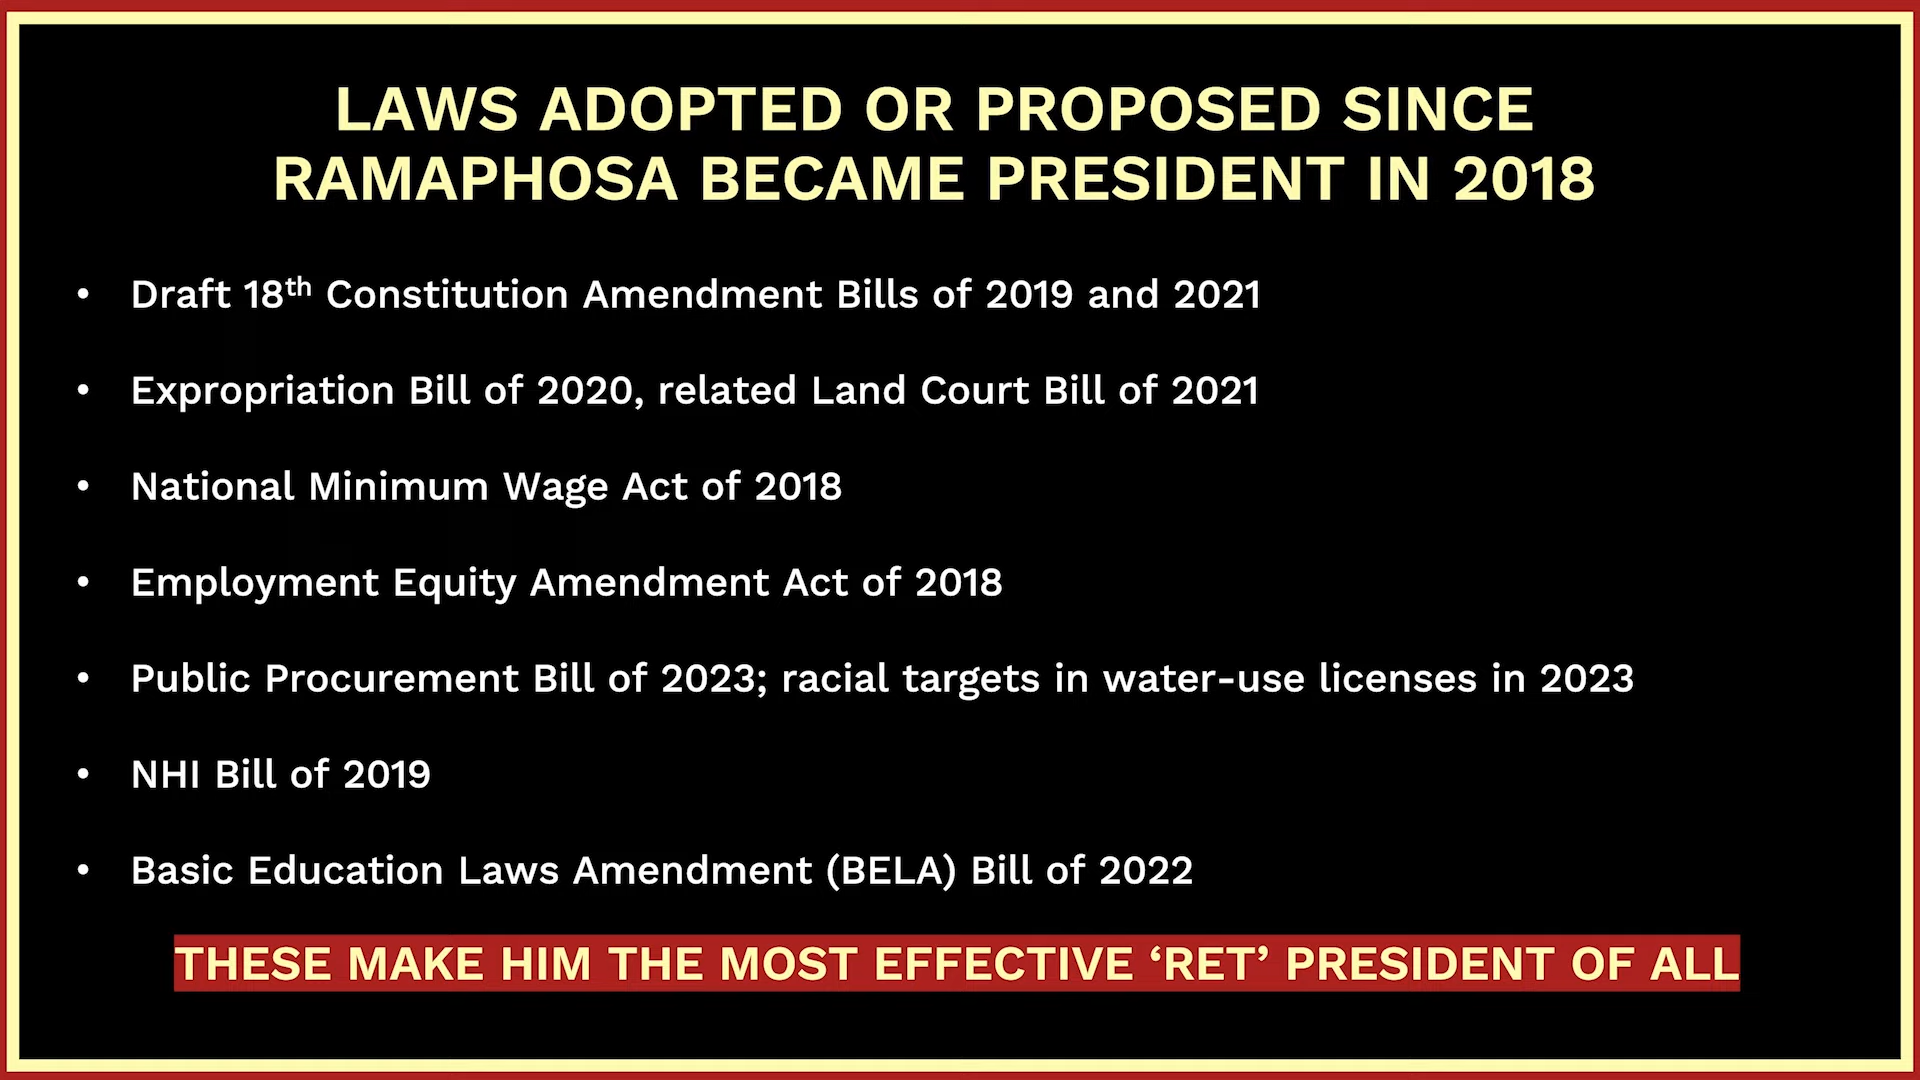 LAWS ADOPTED OR PROPOSED SINCE
RAMAPHOSA BECAME PRESIDENT IN 2018
• Draft 18th Constitution Amendment Bills of 2019 and 2021
• Expropriation Bill of 2020, related Land Court Bill of 2021
• National Minimum Wage Act of 2018
• Employment Equity Amendment Act of 2018
• Public Procurement Bill of 2023; racial targets in water-use licenses in 2023
• NHI Bill of 2019
• Basic Education Laws Amendment (BELA) Bill of 2022
THESE MAKE HIM THE MOST EFFECTIVE ‘RET’ PRESIDENT OF ALL